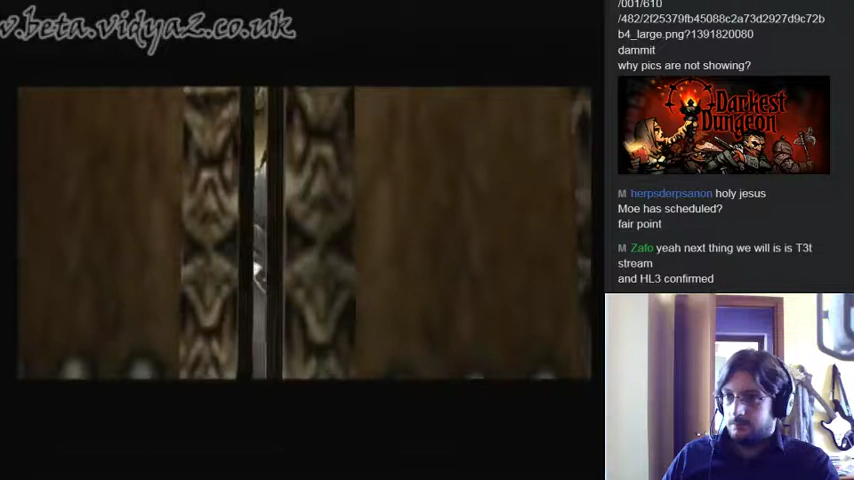 v.beta.vidya2.co.uk
/001/610
/482/2f25379fb45088c2a73d2927d9c72b
b4_large.png?1391820080
dammit
why pics are not showing?
Darkest
Dungeon
M herpsderpsanon holy jesus
Moe has scheduled?
fair point
M Zafo yeah next thing we will is is T3t
stream
and HL3 confirmed